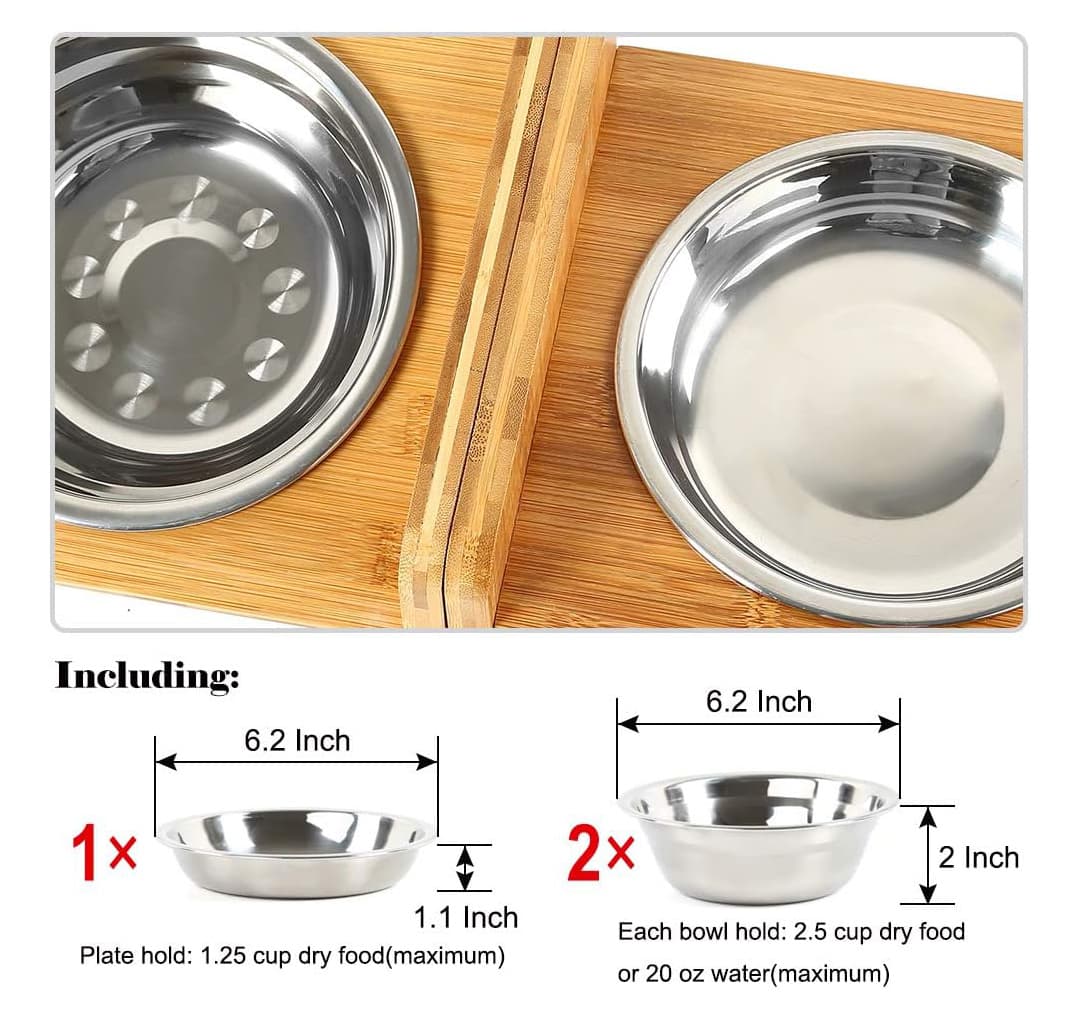 Including:
6.2 Inch
1×
1.1 Inch
Plate hold: 1.25 cup dry food(maximum)
6.2 Inch
2×
2 Inch
Each bowl hold: 2.5 cup dry food
or 20 oz water(maximum)